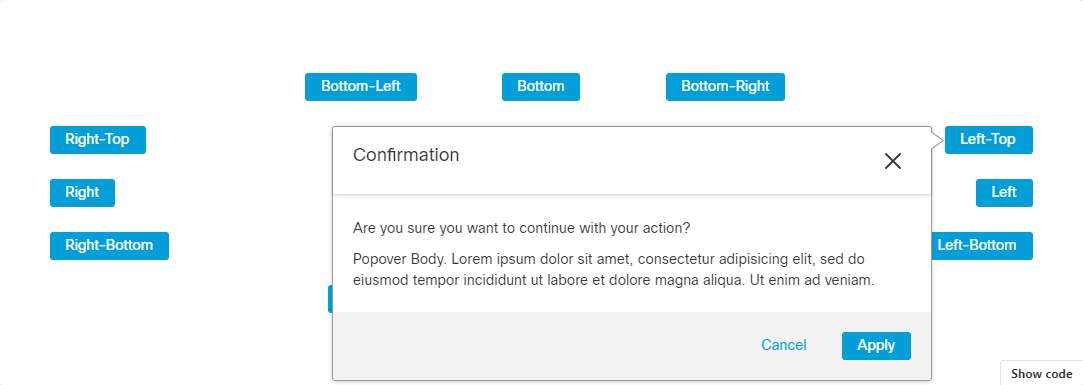 Bottom-Left
Bottom
Bottom-Right
Right-Top
Left-Top
Confirmation
Right
Left
Are you sure you want to continue with your action?
Right-Bottom
Left-Bottom
Popover Body. Lorem ipsum dolor sit amet, consectetur adipisicing elit, sed do
eiusmod tempor incididunt ut labore et dolore magna aliqua. Ut enim ad veniam.
Cancel
Apply
Show code